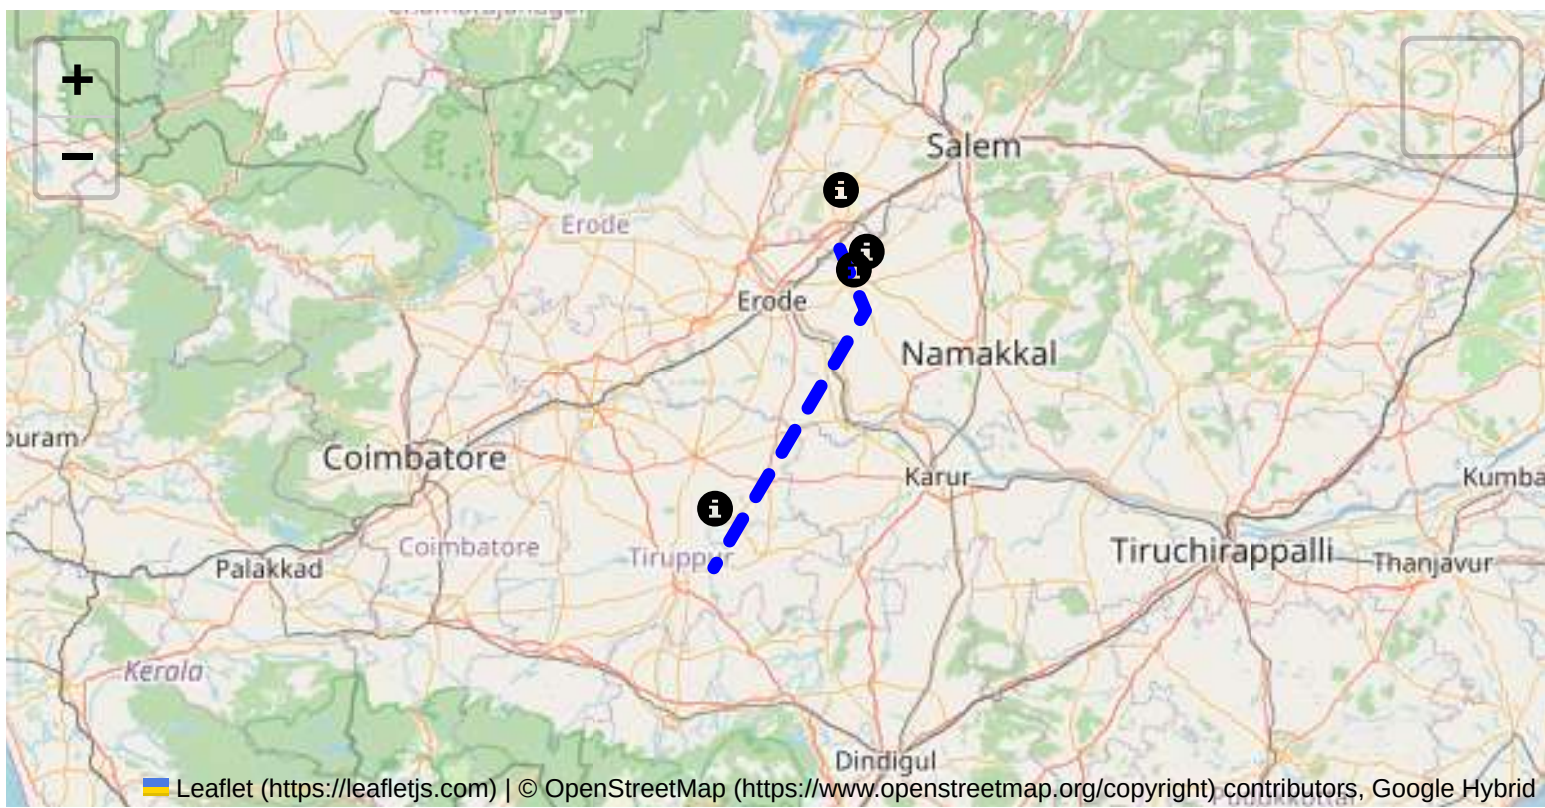 +
−
Salem
Erode
Erode
Namakkal
puram
Coimbatore
Karur
Kumba
Coimbatore
Tiruppur
Tiruchirappalli
Palakkad
Thanjavur
Kerala
Dindigul
Leaflet (https://leafletjs.com) | © OpenStreetMap (https://www.openstreetmap.org/copyright) contributors, Google Hybrid